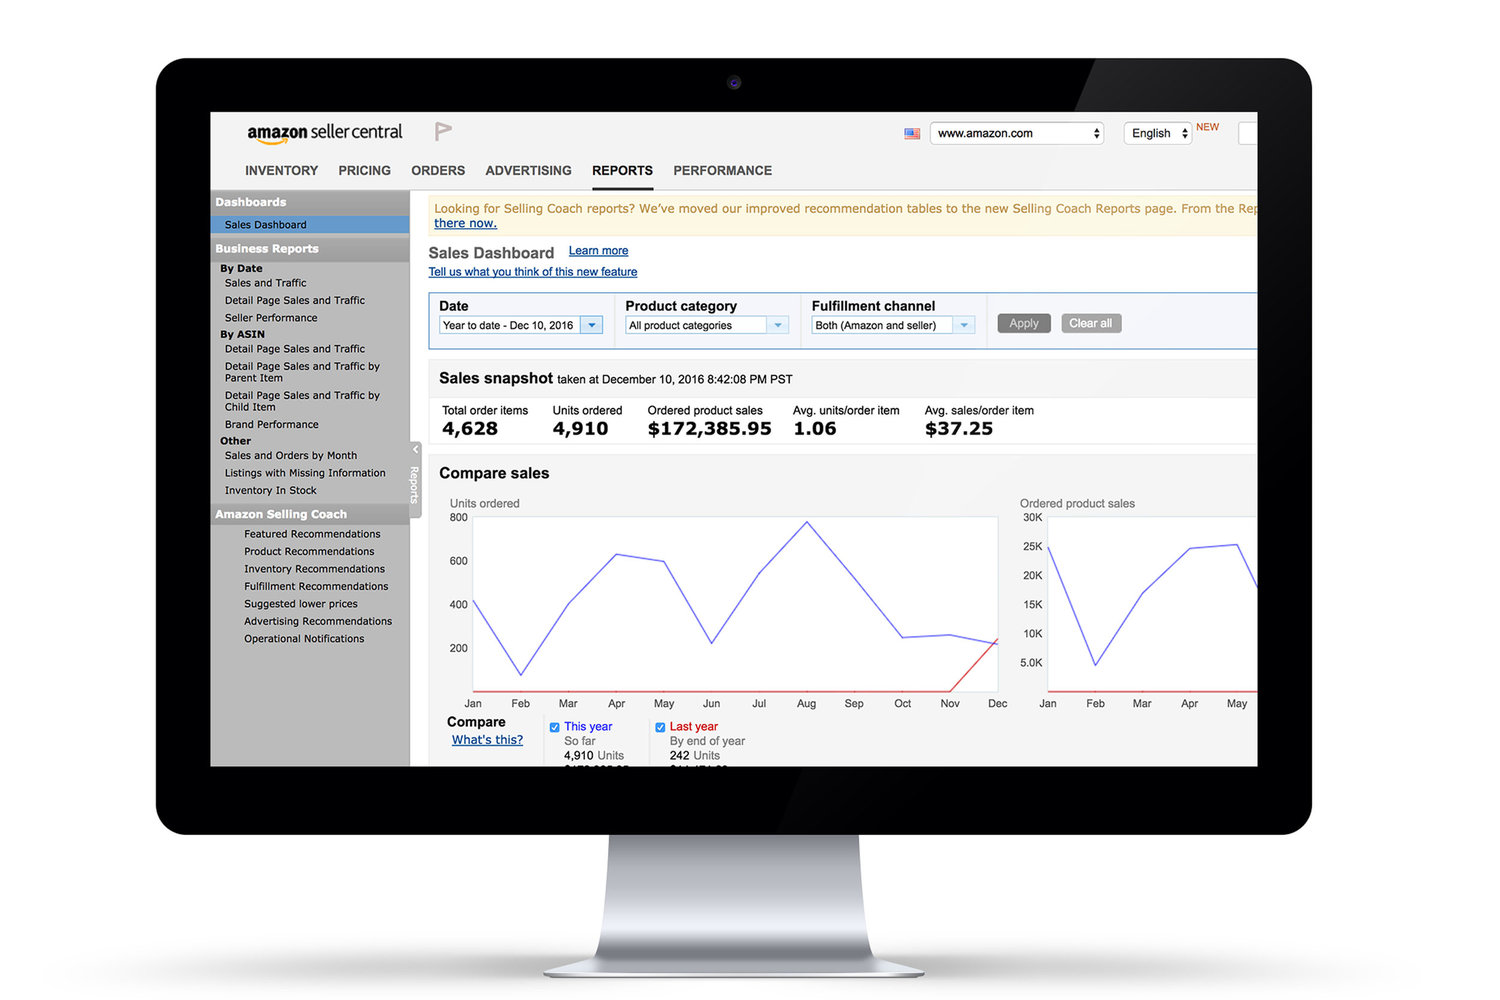 amazon seller central
www.amazon.com
English
NEW
INVENTORY PRICING ORDERS ADVERTISING REPORTS PERFORMANCE
Dashboards
Sales Dashboard
Business Reports
By Date
Sales and Traffic
Detail Page Sales and Traffic
Seller Performance
By ASIN
Detail Page Sales and Traffic
Detail Page Sales and Traffic by
Parent Item
Detail Page Sales and Traffic by
Child Item
Brand Performance
Other
Sales and Orders by Month
Listings with Missing Information
Inventory In Stock
Amazon Selling Coach
Featured Recommendations
Product Recommendations
Inventory Recommendations
Fulfillment Recommendations
Suggested lower prices
Advertising Recommendations
Operational Notifications
Reports
Looking for Selling Coach reports? We've moved our improved recommendation tables to the new Selling Coach Reports page. From the Rep
there now.
Sales Dashboard Learn more
Tell us what you think of this new feature
Date Product category Fulfillment channel
Year to date - Dec 10, 2016 All product categories Both (Amazon and seller) Apply Clear all
Sales snapshot taken at December 10, 2016 8:42:08 PM PST
Total order items Units ordered Ordered product sales Avg. units/order item Avg. sales/order item
4,628 4,910 $172,385.95 1.06 $37.25
Compare sales
Units ordered
800
600
400
200
Jan Feb Mar Apr May Jun Jul Aug Sep Oct Nov Dec
Ordered product sales
30K
25K
20K
15K
10K
5.0K
Jan Feb Mar Apr May
Compare
What's this?
This year
So far
4,910 Units
Last year
By end of year
242 Units